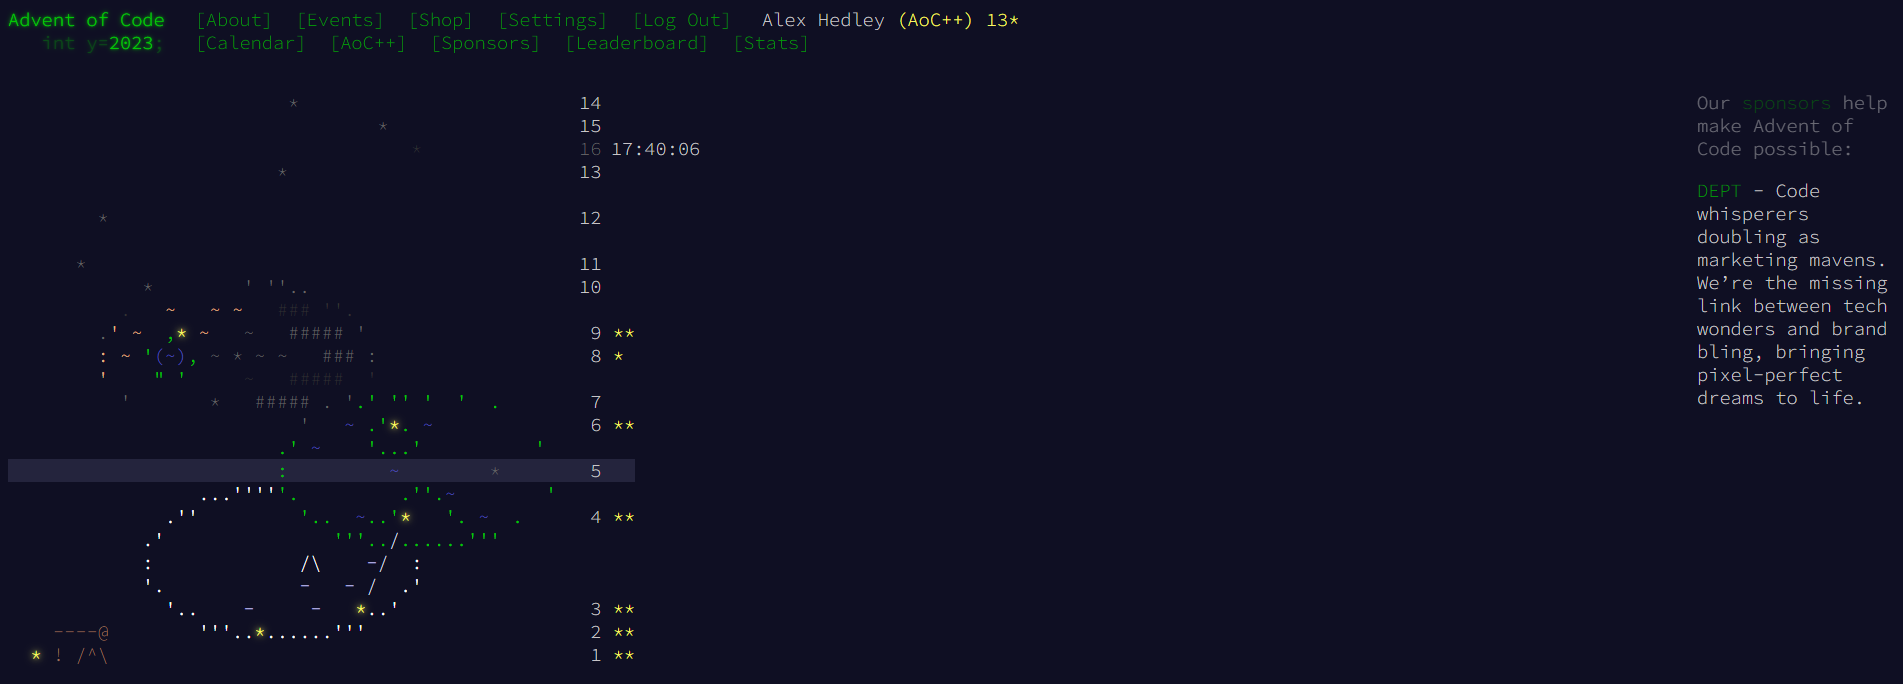 Advent of Code [About] [Events] [Shop] [Settings] [Log Out] Alex Hedley (AoC++) 13*
int y=2023; [Calendar] [AoC++] [Sponsors] [Leaderboard] [Stats]
* 14
* 15
* 16 17:40:06
* 13
* 12
* 11
* ' ''.. 10
. ~ ~ ~ ### ''.
.' ~ ,* ~ ~ ##### ' 9 **
: ~ '(~), ~ * ~ ~ ### : 8 *
' " ' ~ ##### '
' * ##### . '.' '' ' ' . 7
' ~ .'*. ~ 6 **
.' ~ '...' '
: ~ * 5
...'''''. .''.~ '
.'' '.. ~..'* '. ~ . 4 **
.' '''../......'''
: /\ -/ :
'. - - / .'
'.. - - *..' 3 **
----@ '''..*......''' 2 **
* ! /^\ 1 **
Our sponsors help
make Advent of
Code possible:
DEPT - Code
whisperers
doubling as
marketing mavens.
We’re the missing
link between tech
wonders and brand
bling, bringing
pixel-perfect
dreams to life.